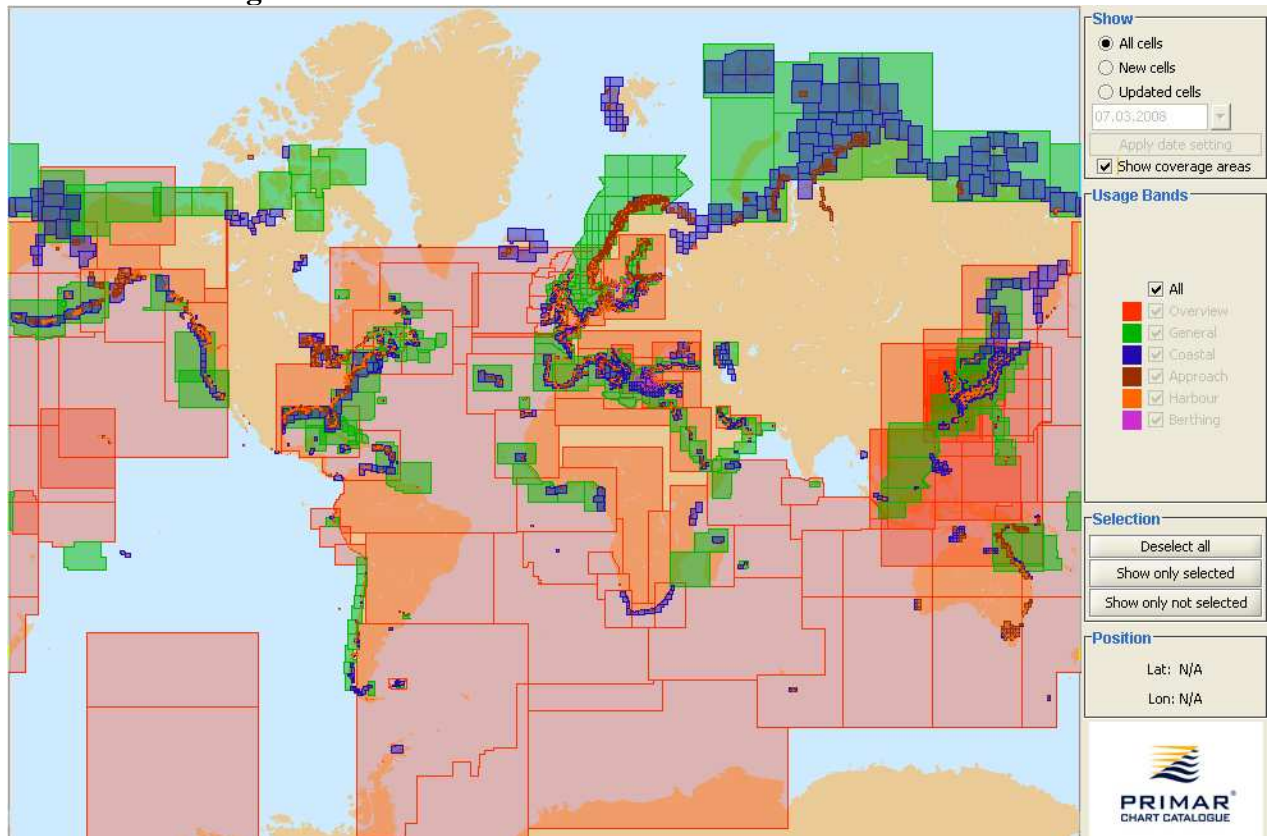 Show
All cells
New cells
Updated cells
07.03.2008
Apply date setting
Show coverage areas
Usage Bands
All
Overview
General
Coastal
Approach
Harbour
Berthing
Selection
Deselect all
Show only selected
Show only not selected
Position
Lat: N/A
Lon: N/A
PRIMAR®
CHART CATALOGUE